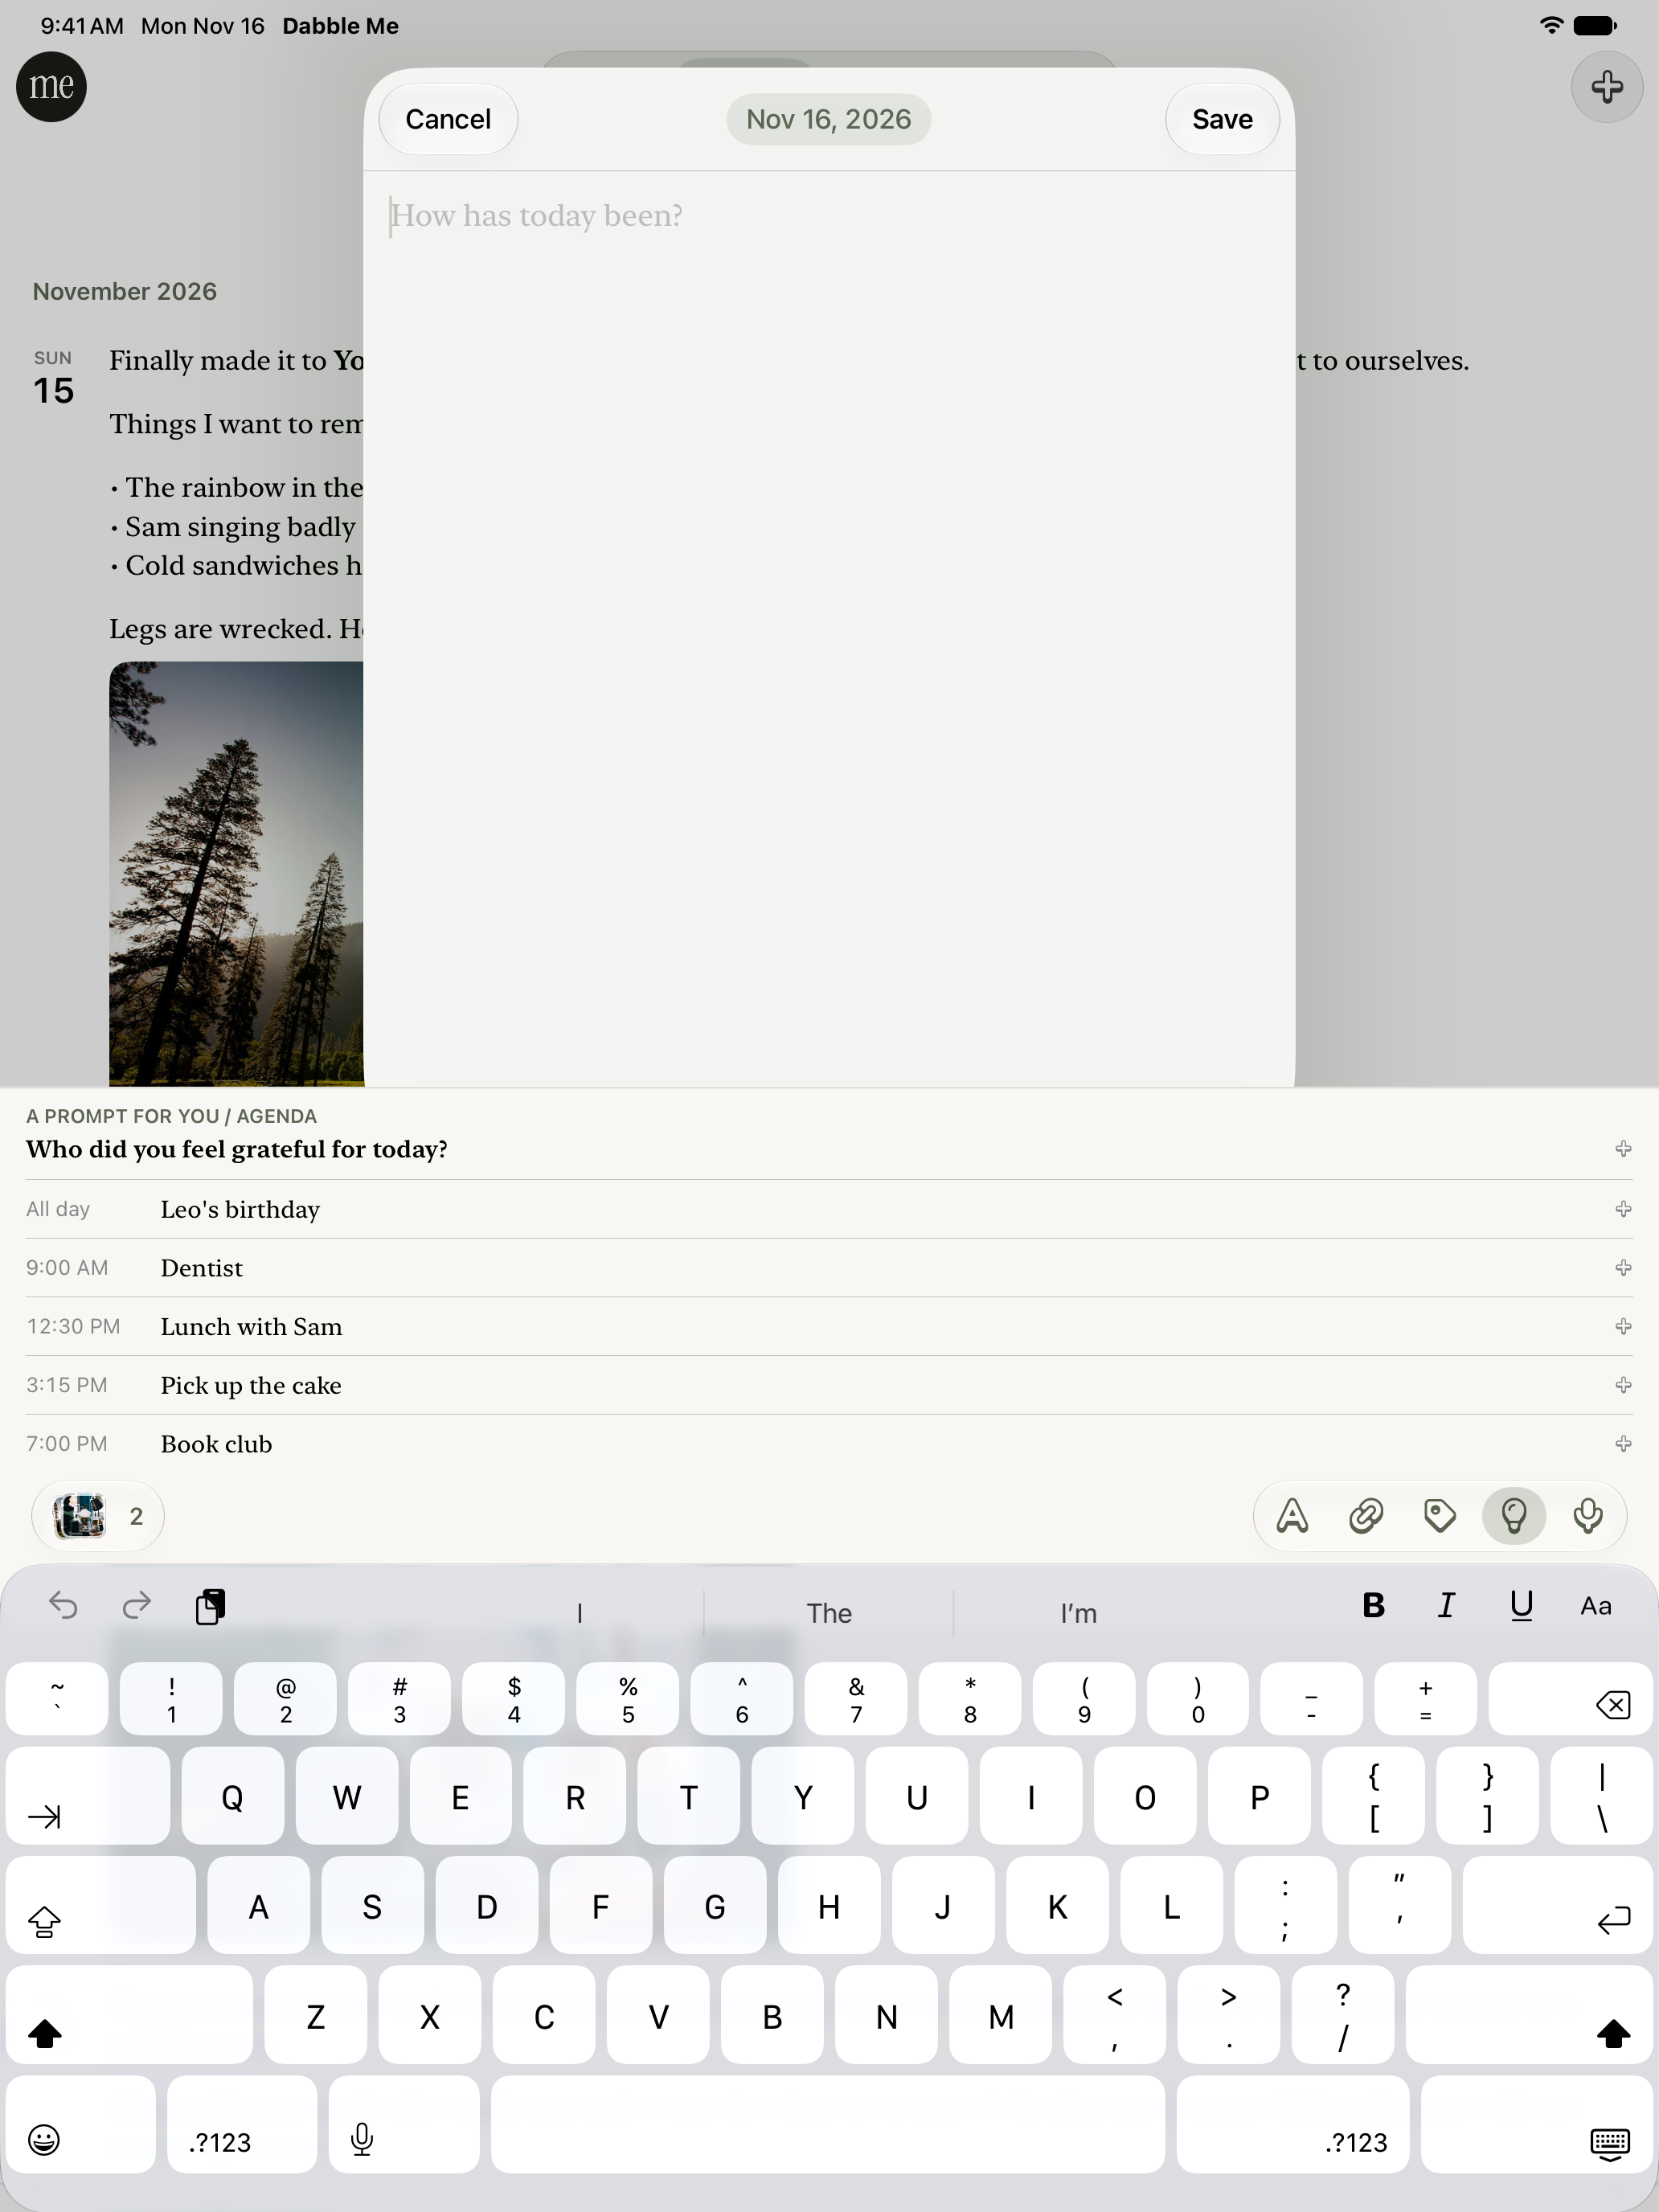 9:41 AM Mon Nov 16 Dabble Me
me
Cancel
Nov 16, 2026
Save
How has today been?
November 2026
SUN
15
Finally made it to Yo
t to ourselves.
Things I want to rem
• The rainbow in the
• Sam singing badly
• Cold sandwiches h
Legs are wrecked. H
A PROMPT FOR YOU / AGENDA
Who did you feel grateful for today?
All day Leo's birthday
9:00 AM Dentist
12:30 PM Lunch with Sam
3:15 PM Pick up the cake
7:00 PM Book club
2
I The I'm B I U Aa
~ ! @ # $ % ^ & * ( ) _ +
` 1 2 3 4 5 6 7 8 9 0 - =
Q W E R T Y U I O P { } |
[ ] \
A S D F G H J K L : "
; '
Z X C V B N M < > ?
, . /
.?123 .?123